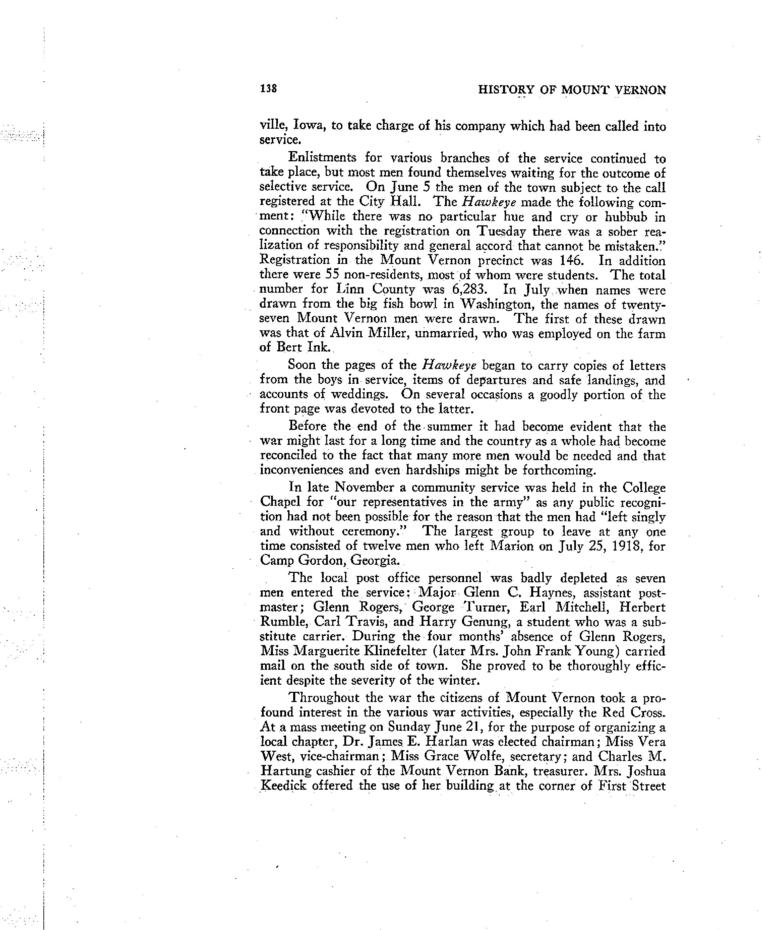 138 HISTORY OF MOUNT VERNON
ville, Iowa, to take charge of his company which had been called into
service.
Enlistments for various branches of the service continued to
take place, but most men found themselves waiting for the outcome of
selective service. On June 5 the men of the town subject to the call
registered at the City Hall. The Hawkeye made the following com-
ment: "While there was no particular hue and cry or hubbub in
connection with the registration on Tuesday there was a sober rea-
lization of responsibility and general accord that cannot be mistaken."
Registration in the Mount Vernon precinct was 146. In addition
there were 55 non-residents, most of whom were students. The total
number for Linn County was 6,283. In July when names were
drawn from the big fish bowl in Washington, the names of twenty-
seven Mount Vernon men were drawn. The first of these drawn
was that of Alvin Miller, unmarried, who was employed on the farm
of Bert Ink.
Soon the pages of the Hawkeye began to carry copies of letters
from the boys in service, items of departures and safe landings, and
accounts of weddings. On several occasions a goodly portion of the
front page was devoted to the latter.
Before the end of the summer it had become evident that the
war might last for a long time and the country as a whole had become
reconciled to the fact that many more men would be needed and that
inconveniences and even hardships might be forthcoming.
In late November a community service was held in the College
Chapel for "our representatives in the army" as any public recogni-
tion had not been possible for the reason that the men had "left singly
and without ceremony." The largest group to leave at any one
time consisted of twelve men who left Marion on July 25, 1918, for
Camp Gordon, Georgia.
The local post office personnel was badly depleted as seven
men entered the service: Major Glenn C. Haynes, assistant post-
master; Glenn Rogers, George Turner, Earl Mitchell, Herbert
Rumble, Carl Travis, and Harry Genung, a student who was a sub-
stitute carrier. During the four months' absence of Glenn Rogers,
Miss Marguerite Klinefelter (later Mrs. John Frank Young) carried
mail on the south side of town. She proved to be thoroughly effic-
ient despite the severity of the winter.
Throughout the war the citizens of Mount Vernon took a pro-
found interest in the various war activities, especially the Red Cross.
At a mass meeting on Sunday June 21, for the purpose of organizing a
local chapter, Dr. James E. Harlan was elected chairman; Miss Vera
West, vice-chairman; Miss Grace Wolfe, secretary; and Charles M.
Hartung cashier of the Mount Vernon Bank, treasurer. Mrs. Joshua
Keedick offered the use of her building at the corner of First Street